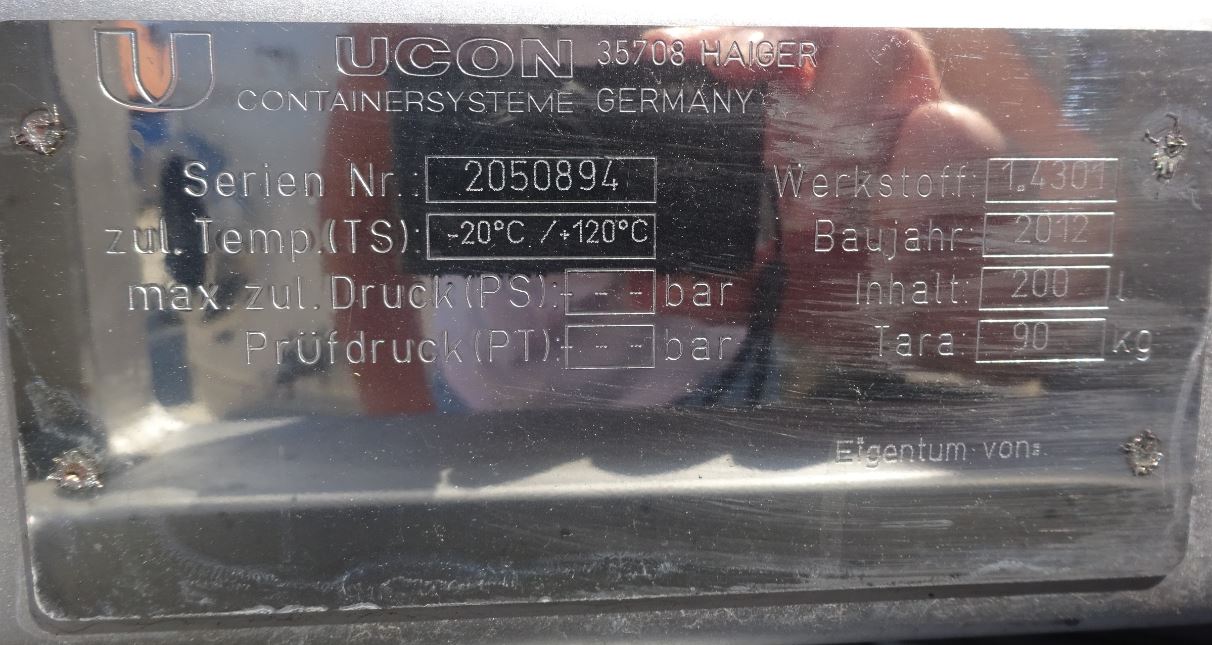 U UCON 35708 HAIGER
CONTAINERSYSTEME GERMANY
Serien Nr.: 2050894 Werkstoff: 1.4301
zul. Temp.(TS): -20°C /+120°C Baujahr: 2012
max. zul. Druck(PS): - - - bar Inhalt: 200 l
Prüfdruck(PT): - - - bar Tara: 90 kg
Eigentum von: